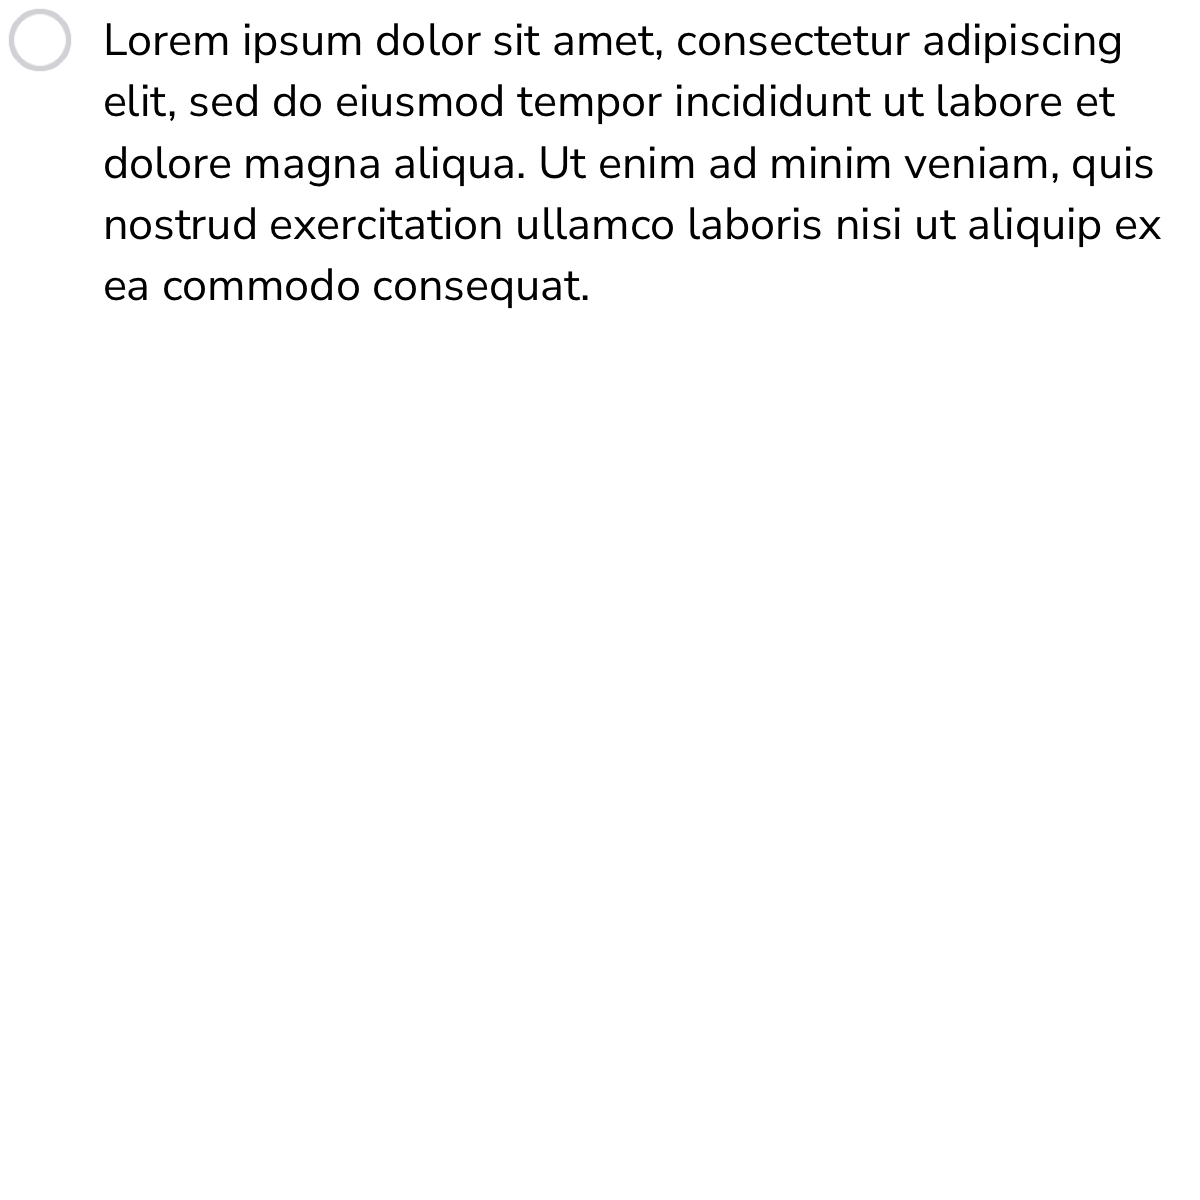 Lorem ipsum dolor sit amet, consectetur adipiscing
elit, sed do eiusmod tempor incididunt ut labore et
dolore magna aliqua. Ut enim ad minim veniam, quis
nostrud exercitation ullamco laboris nisi ut aliquip ex
ea commodo consequat.